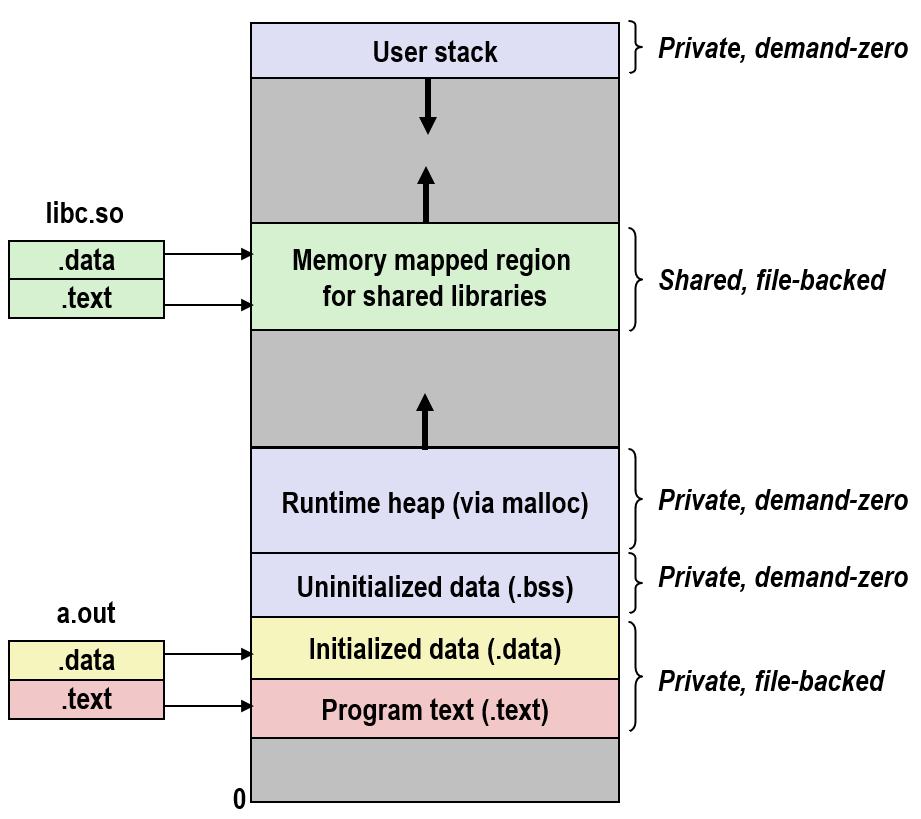 User stack
Private, demand-zero
libc.so
.data
.text
Memory mapped region
for shared libraries
Shared, file-backed
Runtime heap (via malloc)
Private, demand-zero
Uninitialized data (.bss)
Private, demand-zero
a.out
.data
.text
Initialized data (.data)
Program text (.text)
Private, file-backed
0